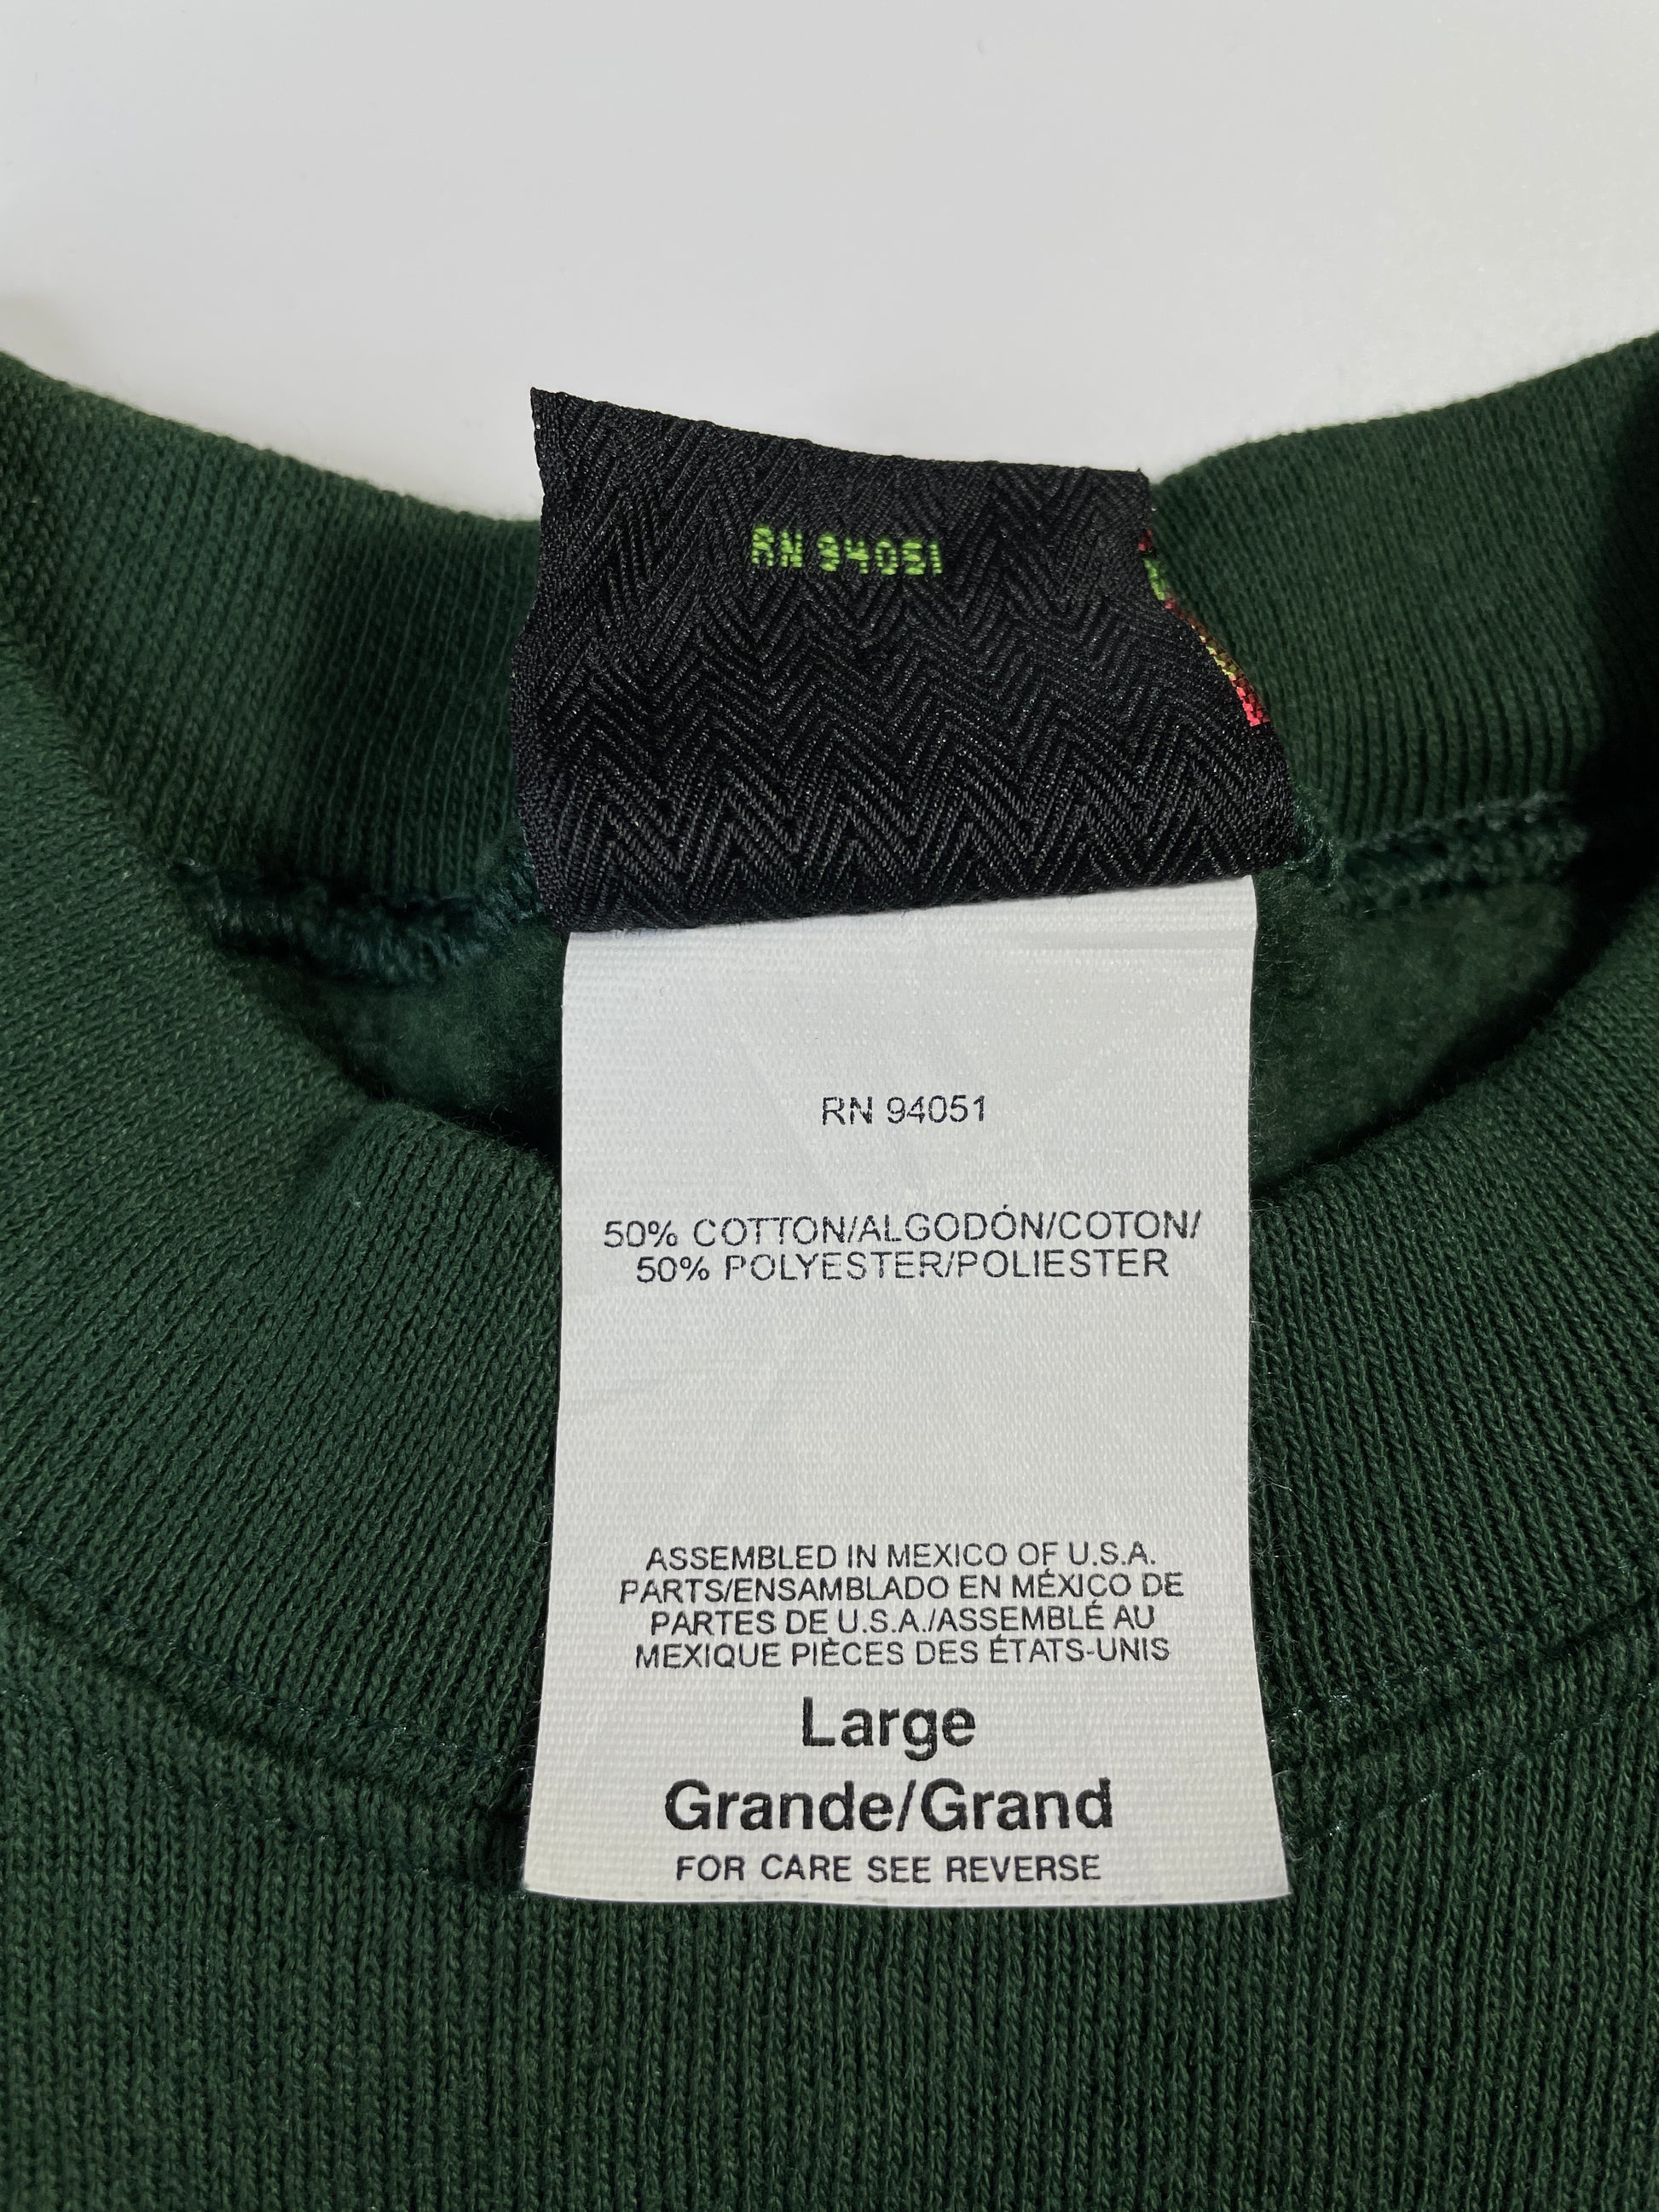 RN 94051
RN 94051
50% COTTON/ALGODÓN/COTON/
50% POLYESTER/POLIESTER
ASSEMBLED IN MEXICO OF U.S.A.
PARTS/ENSAMBLADO EN MÉXICO DE
PARTES DE U.S.A./ASSEMBLÉ AU
MEXIQUE PIÈCES DES ÉTATS-UNIS
Large
Grande/Grand
FOR CARE SEE REVERSE